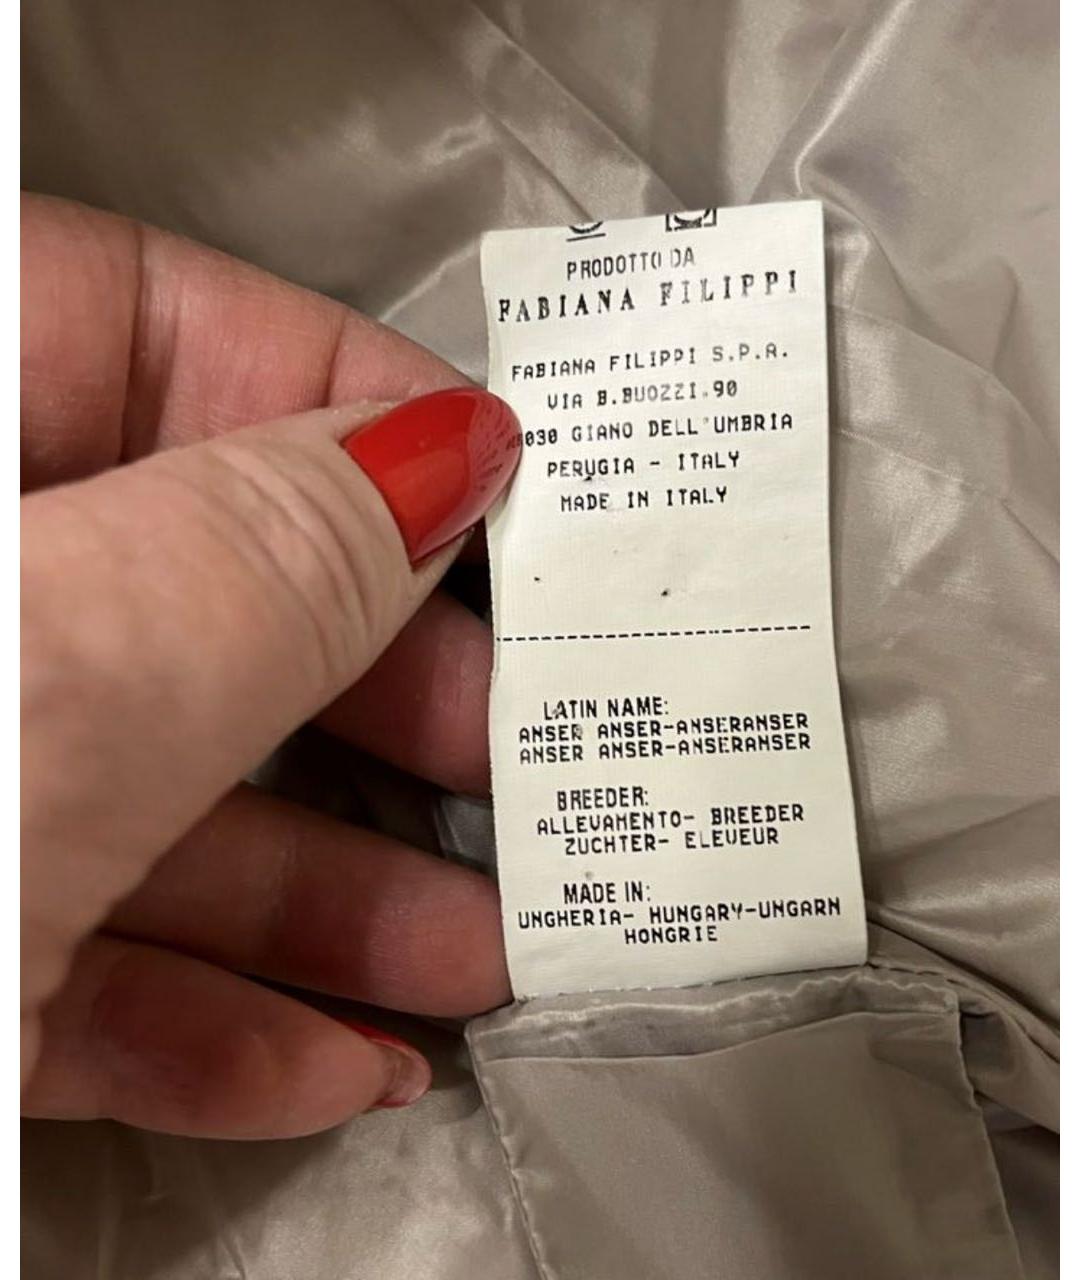 PRODOTTO DA
FABIANA FILIPPI
FABIANA FILIPPI S.P.A.
VIA B.BUOZZI.90
030 GIANO DELL'UMBRIA
PERUGIA - ITALY
MADE IN ITALY
LATIN NAME:
ANSER ANSER-ANSERANSER
ANSER ANSER-ANSERANSER
BREEDER:
ALLEVAMENTO- BREEDER
ZUCHTER- ELEVEUR
MADE IN:
UNGHERIA- HUNGARY-UNGARN
HONGRIE